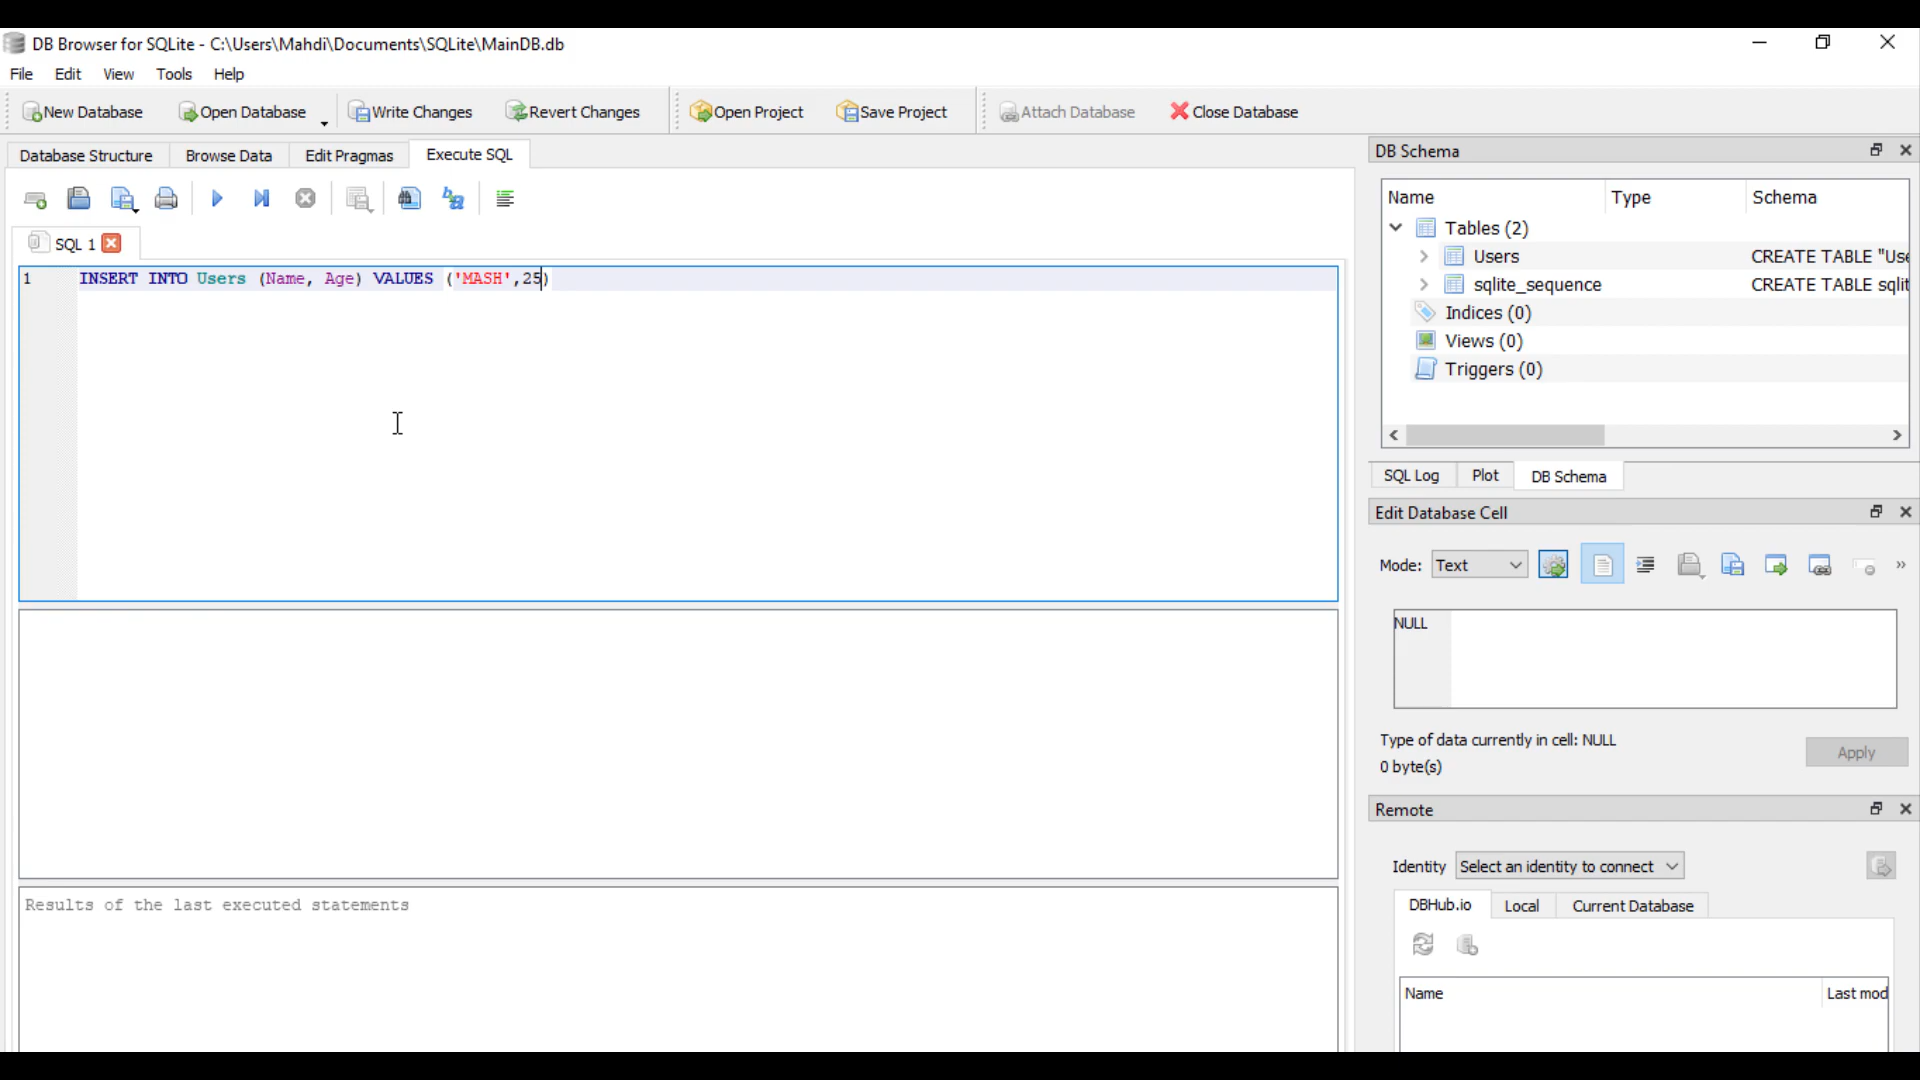 DB Browser for SQLite - C:\Users\Mahdi\Documents\SQLite\MainDB.db
File Edit View Tools Help
New Database Open Database Write Changes Revert Changes Open Project Save Project Attach Database Close Database
Database Structure Browse Data Edit Pragmas Execute SQL
SQL 1
1 INSERT INTO Users (Name, Age) VALUES ('MASH',25)
Results of the last executed statements
DB Schema
Name Type Schema
Tables (2)
Users CREATE TABLE "Use
sqlite_sequence CREATE TABLE sqlit
Indices (0)
Views (0)
Triggers (0)
SQL Log Plot DB Schema
Edit Database Cell
Mode: Text
NULL
Type of data currently in cell: NULL
0 byte(s)
Apply
Remote
Identity Select an identity to connect
DBHub.io Local Current Database
Name Last mod